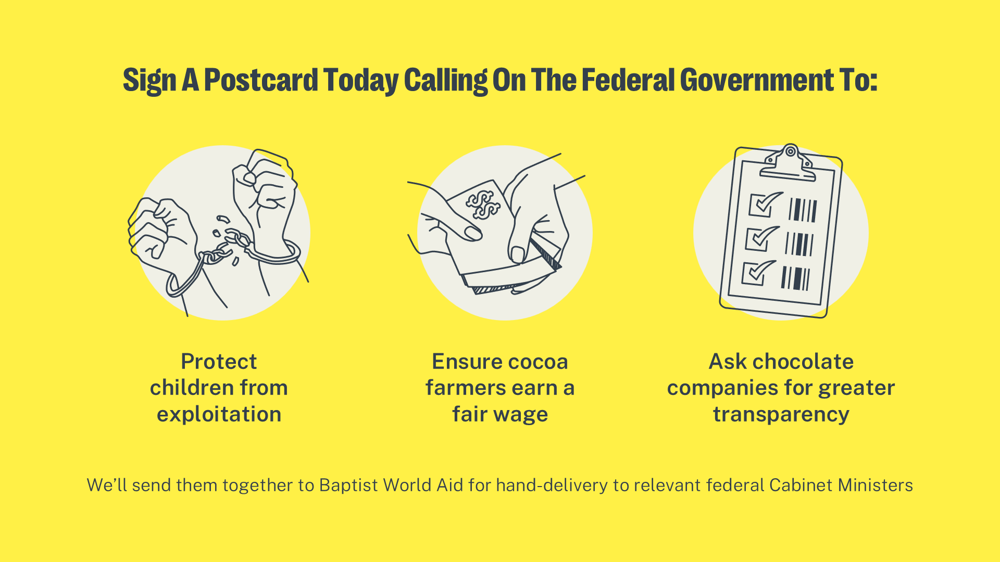 Sign A Postcard Today Calling On The Federal Government To:
Protect
children from
exploitation
Ensure cocoa
farmers earn a
fair wage
Ask chocolate
companies for greater
transparency
We’ll send them together to Baptist World Aid for hand-delivery to relevant federal Cabinet Ministers